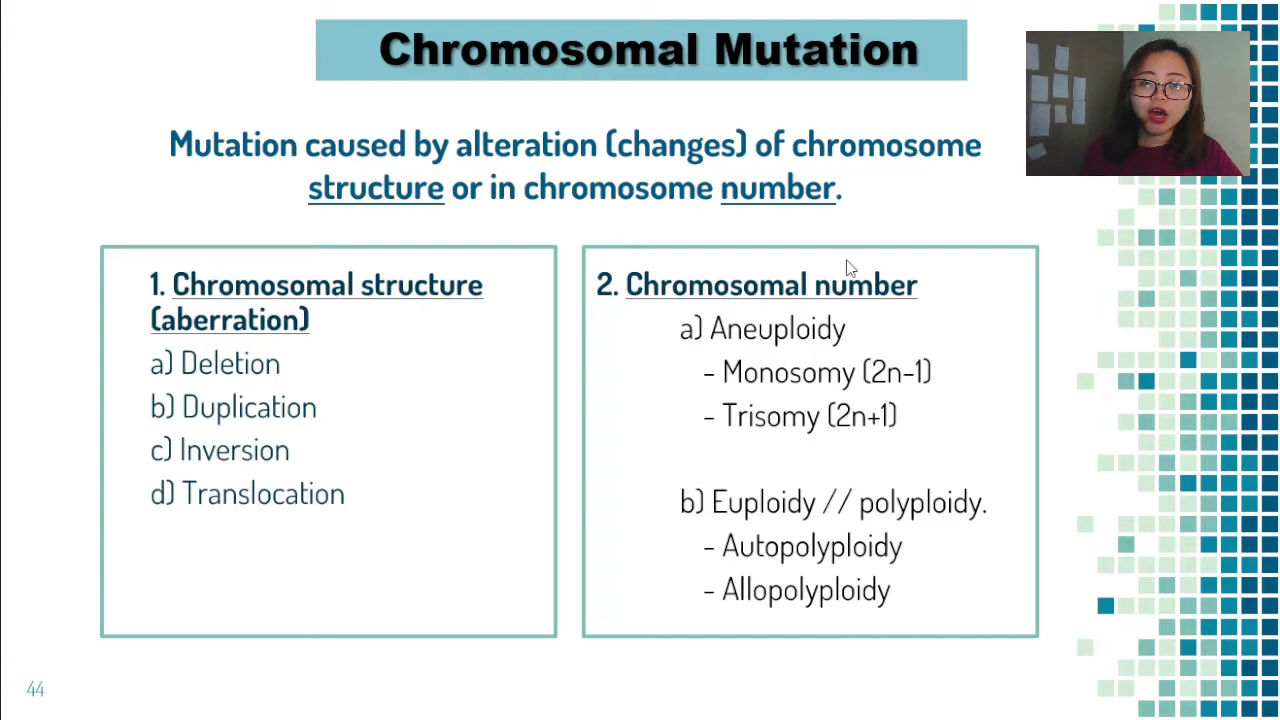 Chromosomal Mutation
Mutation caused by alteration (changes) of chromosome
structure or in chromosome number.
1. Chromosomal structure
(aberration)
a) Deletion
b) Duplication
c) Inversion
d) Translocation
2. Chromosomal number
a) Aneuploidy
- Monosomy (2n-1)
- Trisomy (2n+1)
b) Euploidy // polyploidy.
- Autopolyploidy
- Allopolyploidy
44